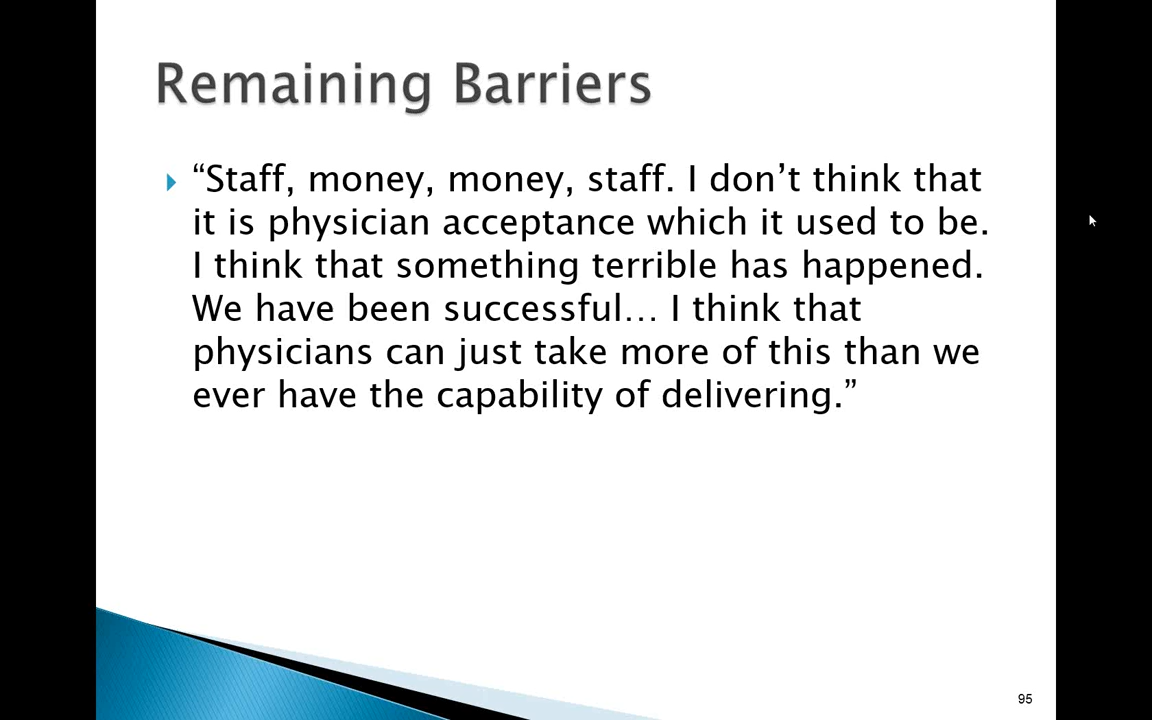 Remaining Barriers
“Staff, money, money, staff. I don’t think that
it is physician acceptance which it used to be.
I think that something terrible has happened.
We have been successful… I think that
physicians can just take more of this than we
ever have the capability of delivering.”
95